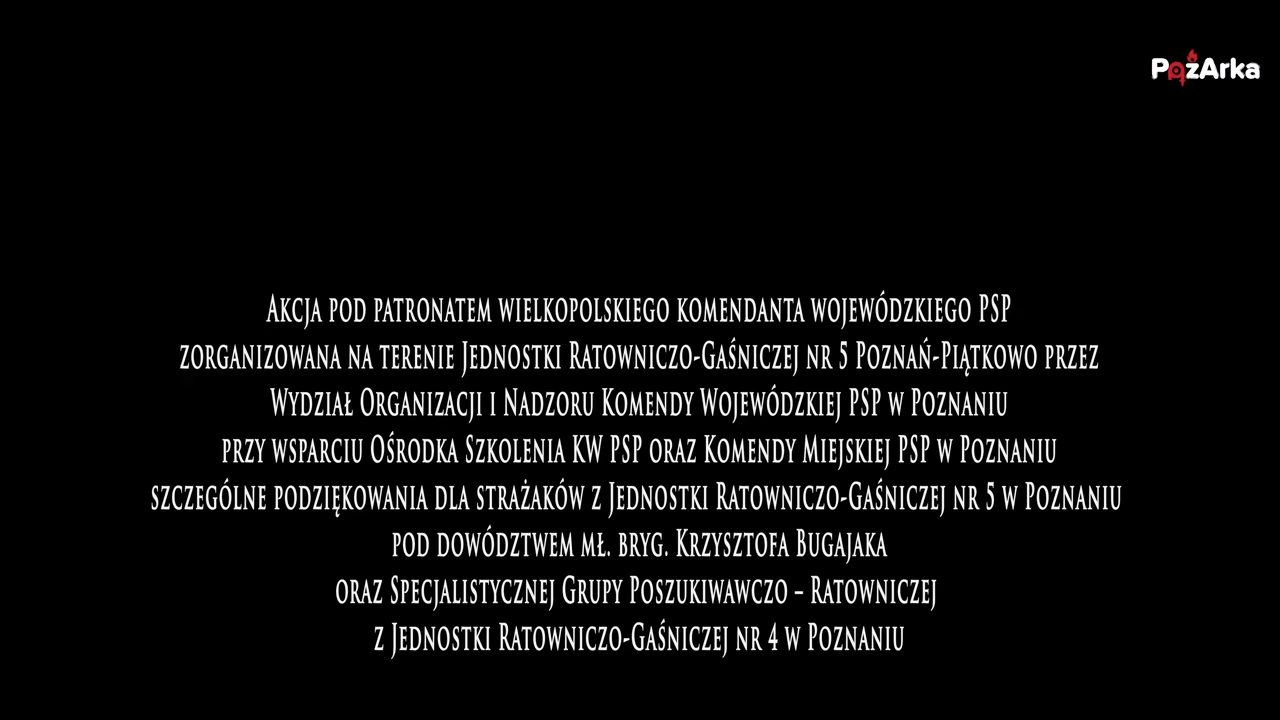 PożArka
Akcja pod patronatem wielkopolskiego komendanta wojewódzkiego PSP
zorganizowana na terenie Jednostki Ratowniczo-Gaśniczej nr 5 Poznań-Piątkowo przez
Wydział Organizacji i Nadzoru Komendy Wojewódzkiej PSP w Poznaniu
przy wsparciu Ośrodka Szkolenia KW PSP oraz Komendy Miejskiej PSP w Poznaniu
szczególne podziękowania dla strażaków z Jednostki Ratowniczo-Gaśniczej nr 5 w Poznaniu
pod dowództwem mł. bryg. Krzysztofa Bugajaka
oraz Specjalistycznej Grupy Poszukiwawczo – Ratowniczej
z Jednostki Ratowniczo-Gaśniczej nr 4 w Poznaniu